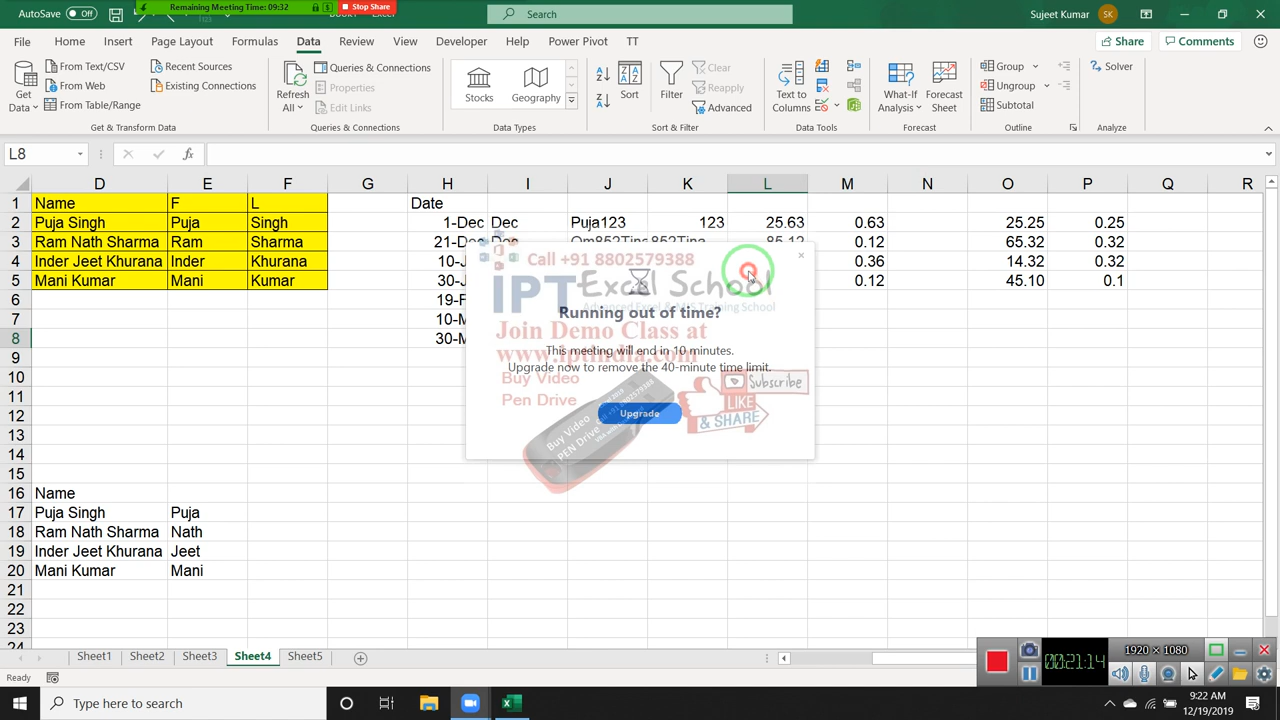 AutoSave Off
Remaining Meeting Time: 09:32
Stop Share
Search
Sujeet Kumar
SK
File Home Insert Page Layout Formulas Data Review View Developer Help Power Pivot TT
Share Comments
Get Data
From Text/CSV
From Web
From Table/Range
Recent Sources
Existing Connections
Get & Transform Data
Refresh All
Queries & Connections
Properties
Edit Links
Queries & Connections
Stocks
Geography
Data Types
Sort
Filter
Clear
Reapply
Advanced
Sort & Filter
Text to Columns
Data Tools
What-If Analysis
Forecast Sheet
Forecast
Group
Ungroup
Subtotal
Outline
Solver
Analyze
L8
fx
D E F G H I J K L M N O P Q R
1 Name F L Date
2 Puja Singh Puja Singh 1-Dec Dec Puja123 123 25.63 0.63 25.25 0.25
3 Ram Nath Sharma Ram Sharma 21-Dec Dec Om852Tina 852Tina 85.12 0.12 65.32 0.32
4 Inder Jeet Khurana Inder Khurana 0.36 14.32 0.32
5 Mani Kumar Mani Kumar 0.12 45.10 0.1
6
7
8
9
10
11
12
13
14
15
16 Name
17 Puja Singh Puja
18 Ram Nath Sharma Nath
19 Inder Jeet Khurana Jeet
20 Mani Kumar Mani
21
22
23
24
Call +91 8802579388
iPT Excel School
Advanced Excel & MIS Training School
Running out of time?
Join Demo Class at
This meeting will end in 10 minutes.
www.iptindia.com
Upgrade now to remove the 40-minute time limit.
Buy Video
Pen Drive
Subscribe
LIKE
& SHARE
Upgrade
Buy Video
PEN Drive
Sheet1 Sheet2 Sheet3 Sheet4 Sheet5
Ready
1920 × 1080
00:21:14
Type here to search
9:22 AM
12/19/2019